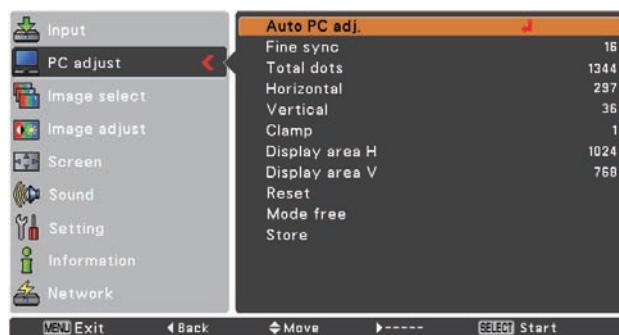 Input
PC adjust
Image select
Image adjust
Screen
Sound
Setting
Information
Network
Auto PC adj.
Fine sync 16
Total dots 1344
Horizontal 297
Vertical 36
Clamp 1
Display area H 1024
Display area V 768
Reset
Mode free
Store
MENU Exit ◀Back ◆Move ▶----- SELECT Start